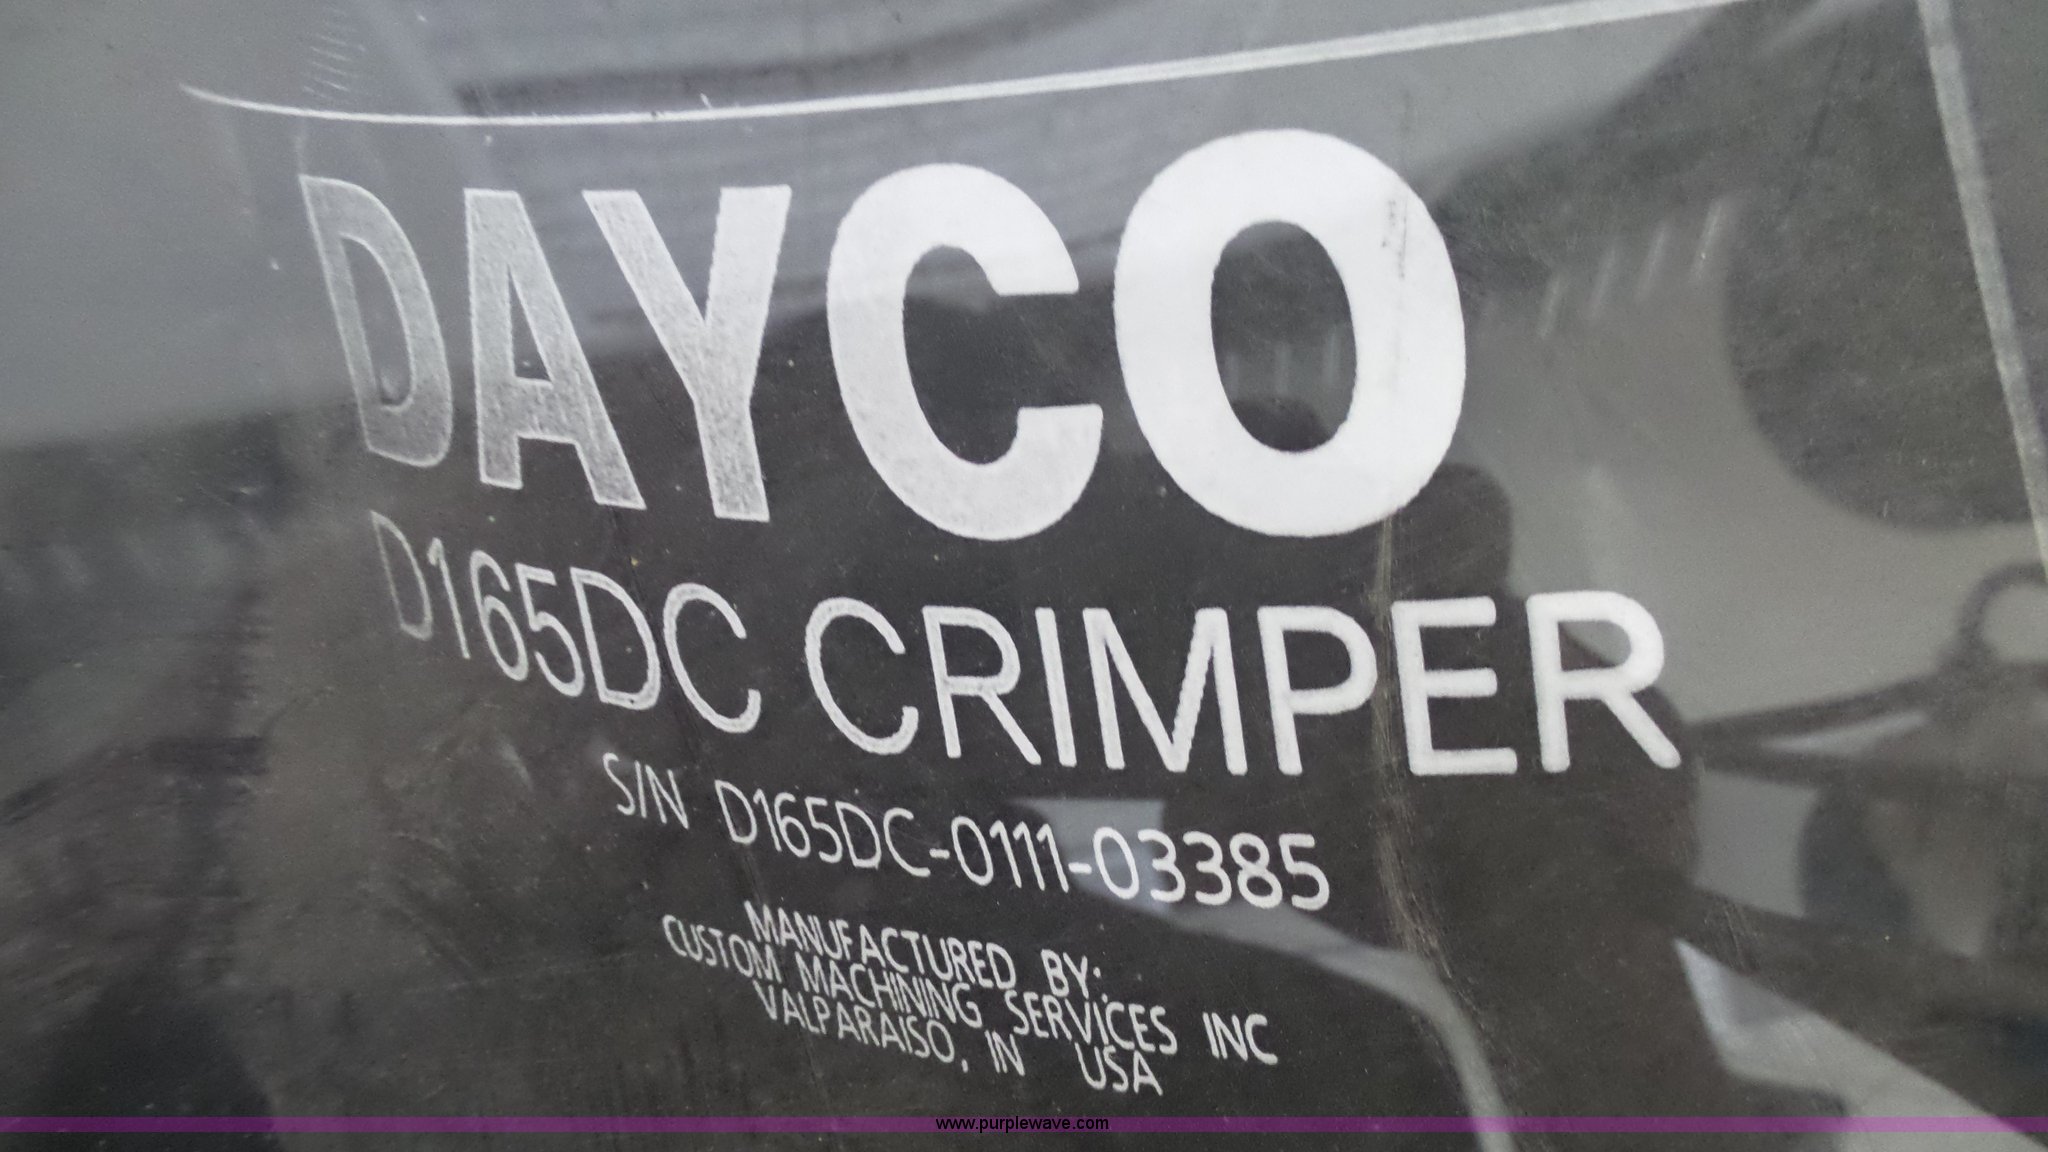 DAYCO
D165DC CRIMPER
S/N D165DC-0111-03385
MANUFACTURED BY:
CUSTOM MACHINING SERVICES INC
VALPARAISO, IN USA
www.purplewave.com